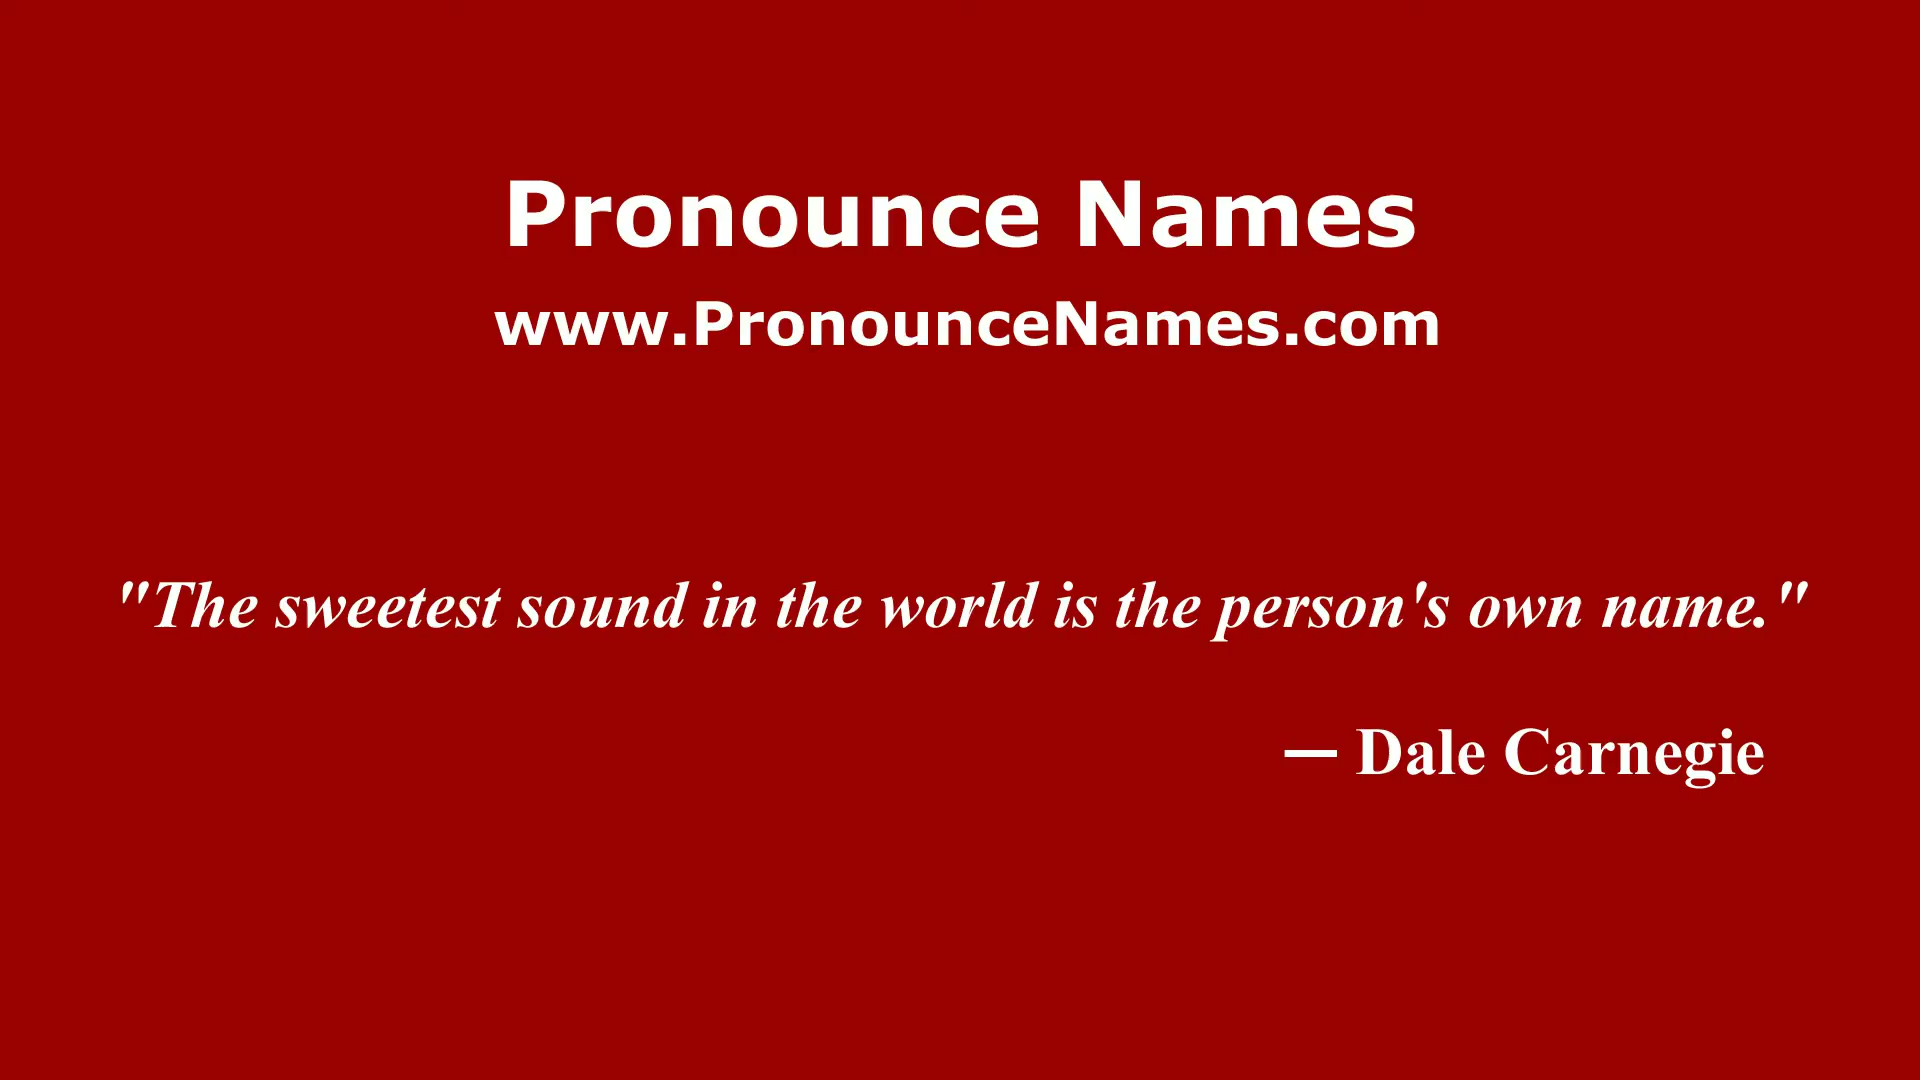 Pronounce Names
www.PronounceNames.com
"The sweetest sound in the world is the person's own name."
— Dale Carnegie